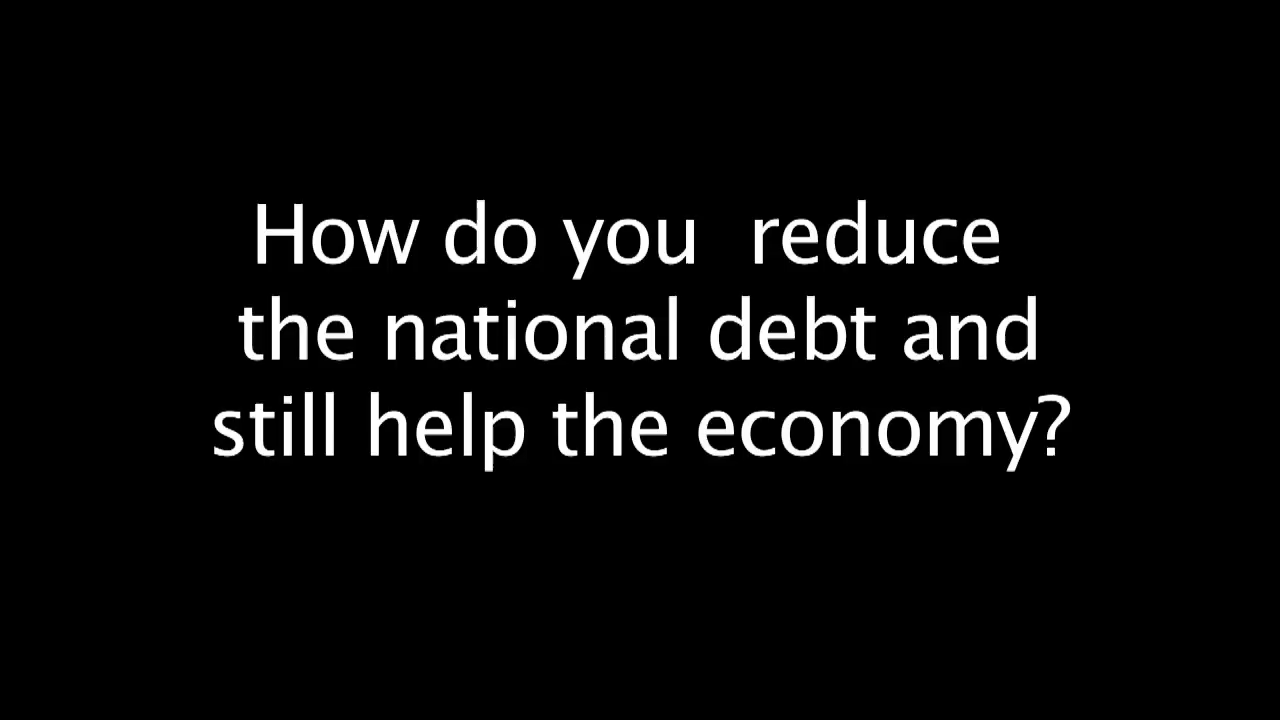 How do you  reduce
the national debt and
still help the economy?